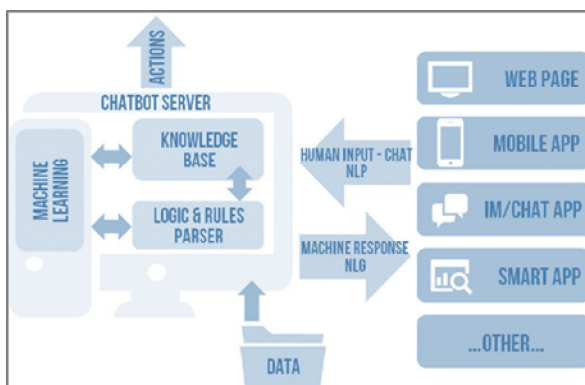 ACTIONS
CHATBOT SERVER
MACHINE
LEARNING
KNOWLEDGE
BASE
LOGIC & RULES
PARSER
HUMAN INPUT - CHAT
NLP
MACHINE RESPONSE
NLG
DATA
WEB PAGE
MOBILE APP
IM/CHAT APP
SMART APP
...OTHER...